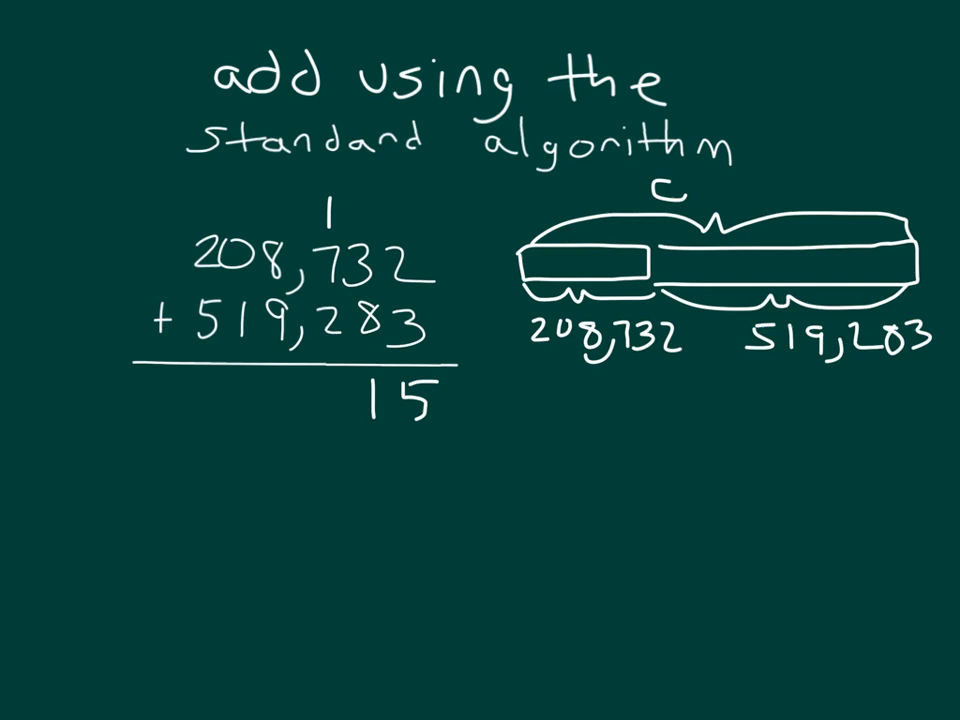 add using the
standard algorithm
C
1
208,732
+ 519,283
15
208,732 519,283